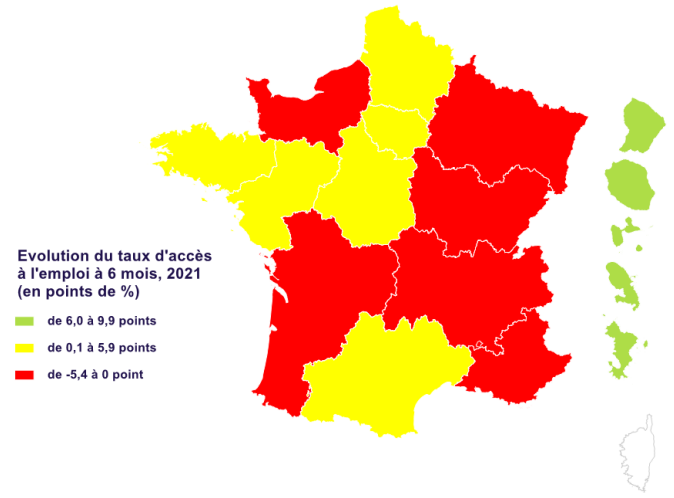 Evolution du taux d'accès
à l'emploi à 6 mois, 2021
(en points de %)
de 6,0 à 9,9 points
de 0,1 à 5,9 points
de -5,4 à 0 point